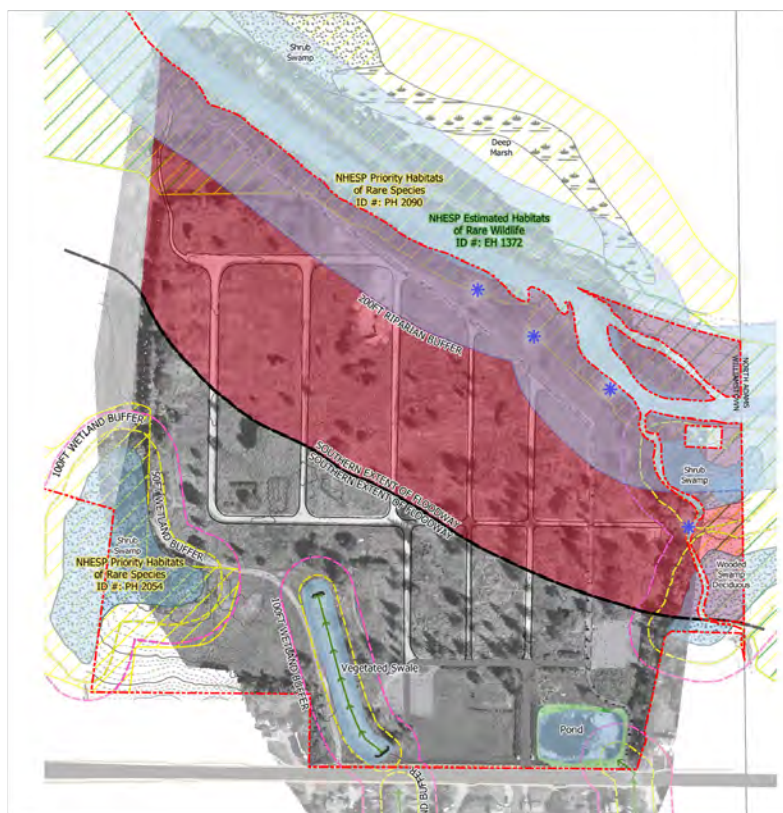 Shrub
Swamp
Deep
Marsh
NHESP Priority Habitats
of Rare Species
ID #: PH 2090
NHESP Estimated Habitats
of Rare Wildlife
ID #: EH 1372
200FT RIPARIAN BUFFER
NORTH ADAMS
WILLIAMSTOWN
100FT WETLAND BUFFER
50FT WETLAND BUFFER
SOUTHERN EXTENT OF FLOODWAY
SOUTHERN EXTENT OF FLOODWAY
Shrub
Swamp
Shrub
Swamp
NHESP Priority Habitats
of Rare Species
ID #: PH 2054
Wooded
Swamp
Deciduous
100FT WETLAND BUFFER
Vegetated Swale
Pond
ND BUFFER